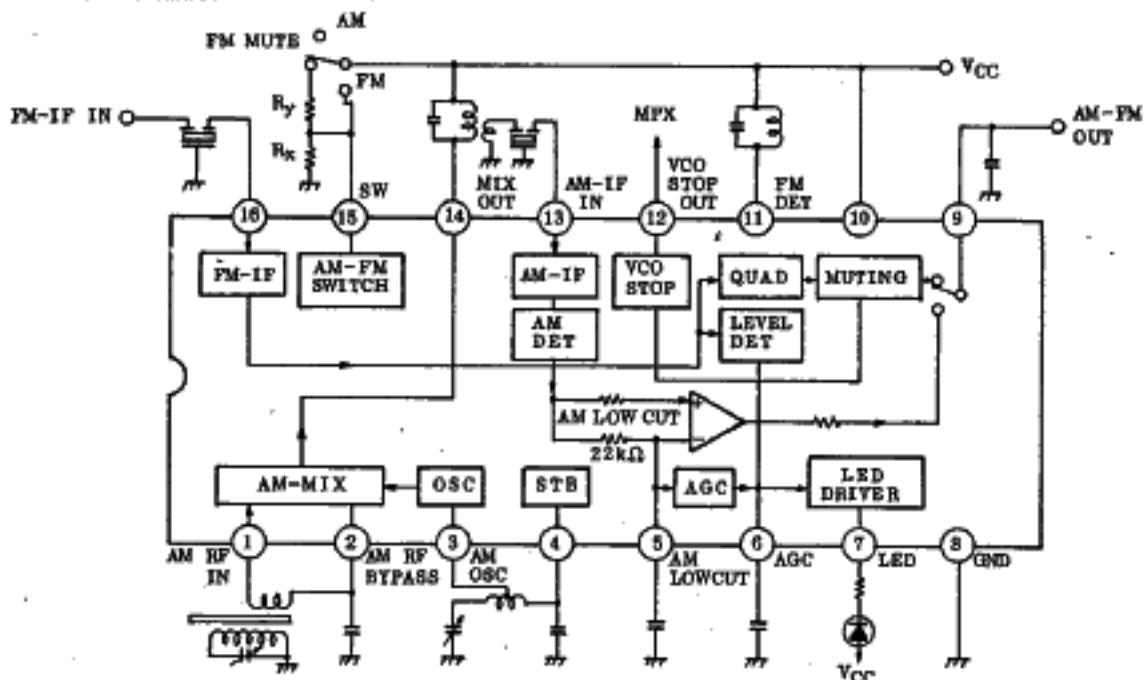 AM
FM MUTE
FM
VCC
FM-IF IN
Ry
Rx
MPX
AM-FM
OUT
SW
MIX
OUT
AM-IF
IN
VCO
STOP
OUT
FM
DET
16
15
14
13
12
11
10
9
FM-IF
AM-FM
SWITCH
AM-IF
VCO
STOP
QUAD
MUTING
AM
DET
LEVEL
DET
AM LOW CUT
22kΩ
AM-MIX
OSC
STB
AGC
LED
DRIVER
1
2
3
4
5
6
7
8
AM RF
IN
AM RF
BYPASS
AM
OSC
AM
LOWCUT
AGC
LED
GND
VCC